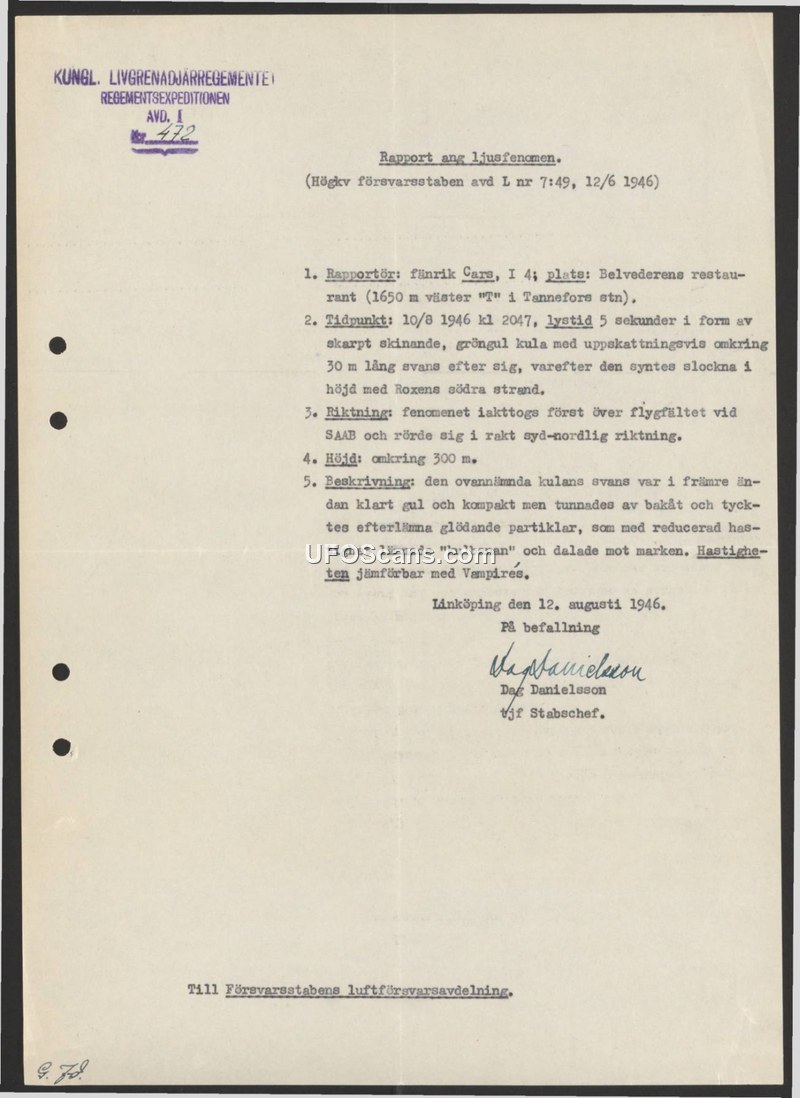 KUNGL. LIVGRENADJÄRREGEMENTET
REGEMENTSEXPEDITIONEN
AVD. I
Nr 472
Rapport ang ljusfenomen.
(Högkv försvarsstaben avd L nr 7:49, 12/6 1946)
1. Rapportör: fänrik Cars, I 4; plats: Belvederens restau-
rant (1650 m väster "T" i Tannefors stn).
2. Tidpunkt: 10/8 1946 kl 2047, lystid 5 sekunder i form av
skarpt skinande, gröngul kula med uppskattningsvis omkring
30 m lång svans efter sig, varefter den syntes slockna i
höjd med Roxens södra strand.
3. Riktning: fenomenet iakttogs först över flygfältet vid
SAAB och rörde sig i rakt syd-nordlig riktning.
4. Höjd: omkring 300 m.
5. Beskrivning: den ovannämnda kulans svans var i främre än-
dan klart gul och kompakt men tunnades av bakåt och tyck-
tes efterlämna glödande partiklar, som med reducerad has-
och dalade mot marken. Hastighe-
UFOScans.com
ten jämförbar med Vampire's.
Linköping den 12. augusti 1946.
På befallning
Dag Danielsson
Dag Danielsson
tjf Stabschef.
Till Försvarsstabens luftförsvarsavdelning.